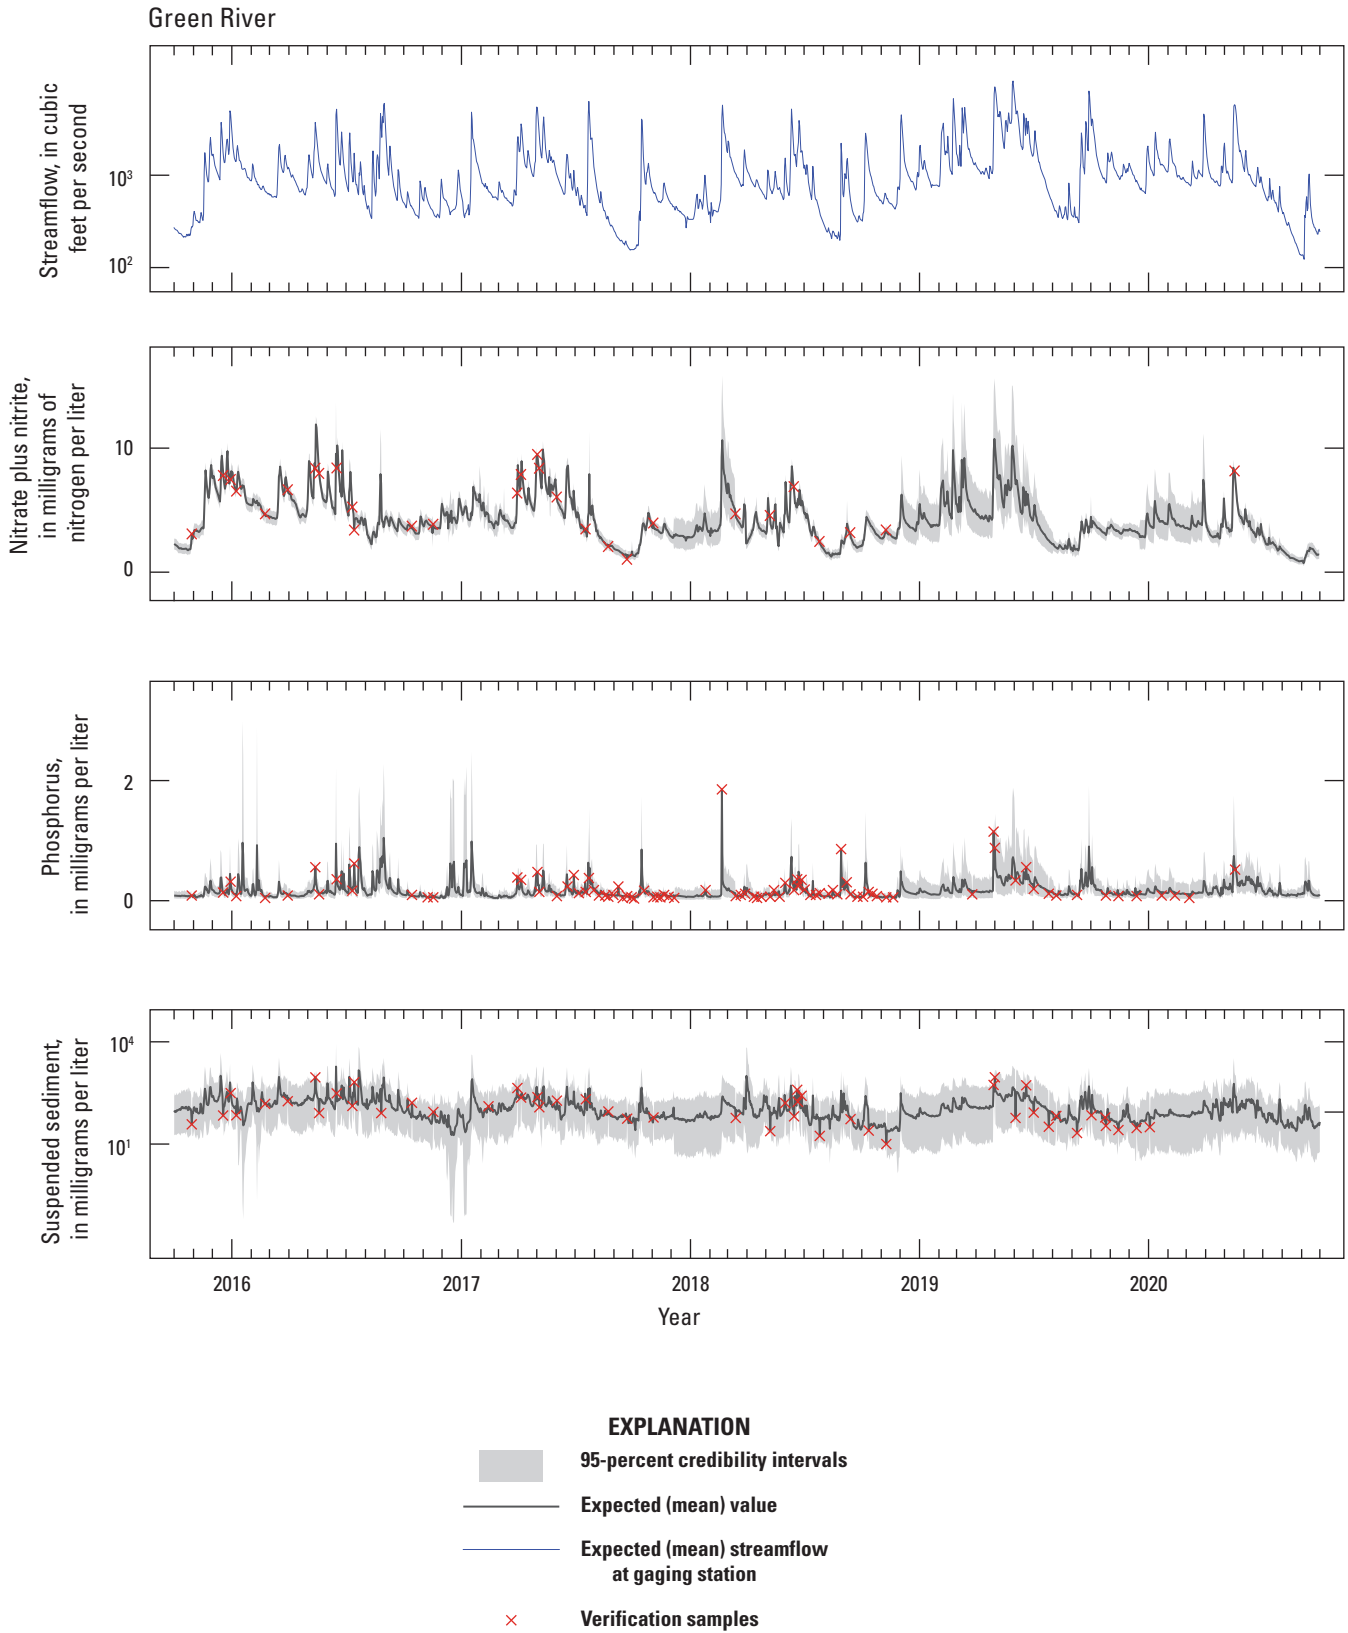 Green River
Streamflow, in cubic
feet per second
10³
10²
Nitrate plus nitrite,
in milligrams of
nitrogen per liter
10
0
Phosphorus,
in milligrams per liter
2
0
Suspended sediment,
in milligrams per liter
10⁴
10¹
2016 2017 2018 2019 2020
Year
EXPLANATION
95-percent credibility intervals
Expected (mean) value
Expected (mean) streamflow
at gaging station
Verification samples